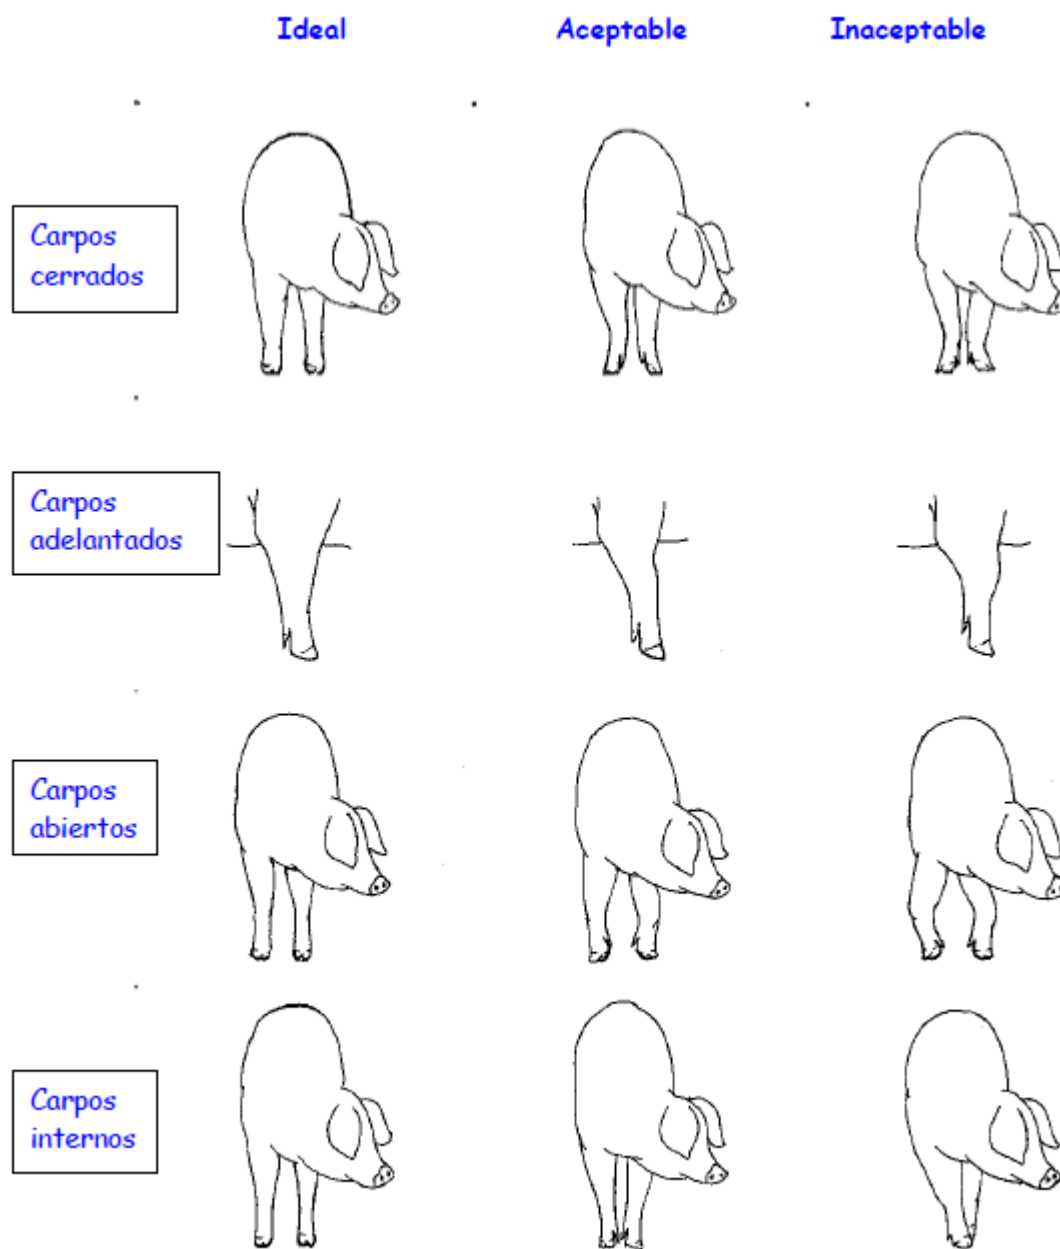 Ideal Aceptable Inaceptable
Carpos
cerrados
Carpos
adelantados
Carpos
abiertos
Carpos
internos